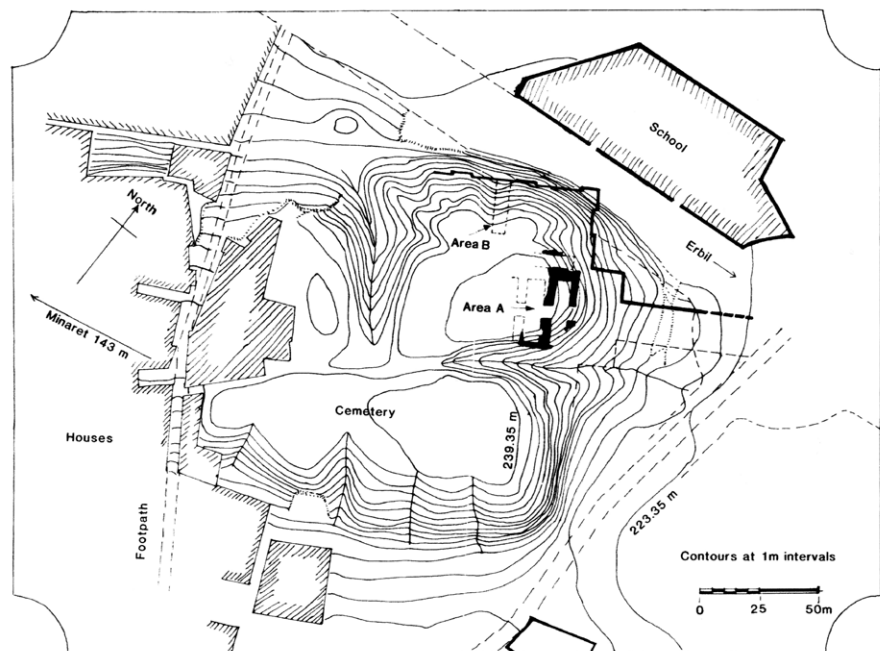 School
North
Area B
Erbil
Area A
Minaret 143 m
Cemetery
Houses
239.35 m
223.35 m
Footpath
Contours at 1m intervals
0 25 50m